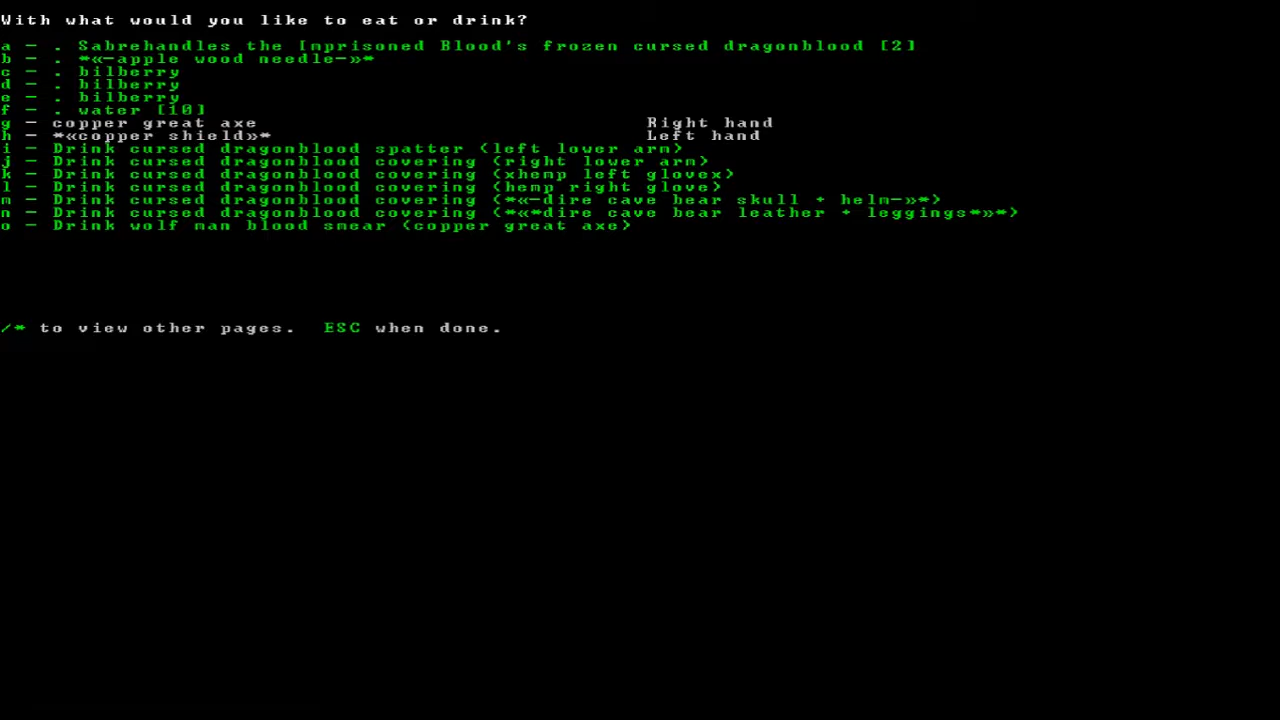 With what would you like to eat or drink?
a - . Sabrehandles the Imprisoned Blood's frozen cursed dragonblood [2]
b - . *«-apple wood needle-»*
c - . bilberry
d - . bilberry
e - . bilberry
f - . water [10]
g - copper great axe Right hand
h - *«copper shield»* Left hand
i - Drink cursed dragonblood spatter (left lower arm)
j - Drink cursed dragonblood covering (right lower arm)
k - Drink cursed dragonblood covering (xhemp left glovex)
l - Drink cursed dragonblood covering (hemp right glove)
m - Drink cursed dragonblood covering (*«-dire cave bear skull + helm-»*)
n - Drink cursed dragonblood covering (*«*dire cave bear leather + leggings*»*)
o - Drink wolf man blood smear (copper great axe)
/* to view other pages. ESC when done.